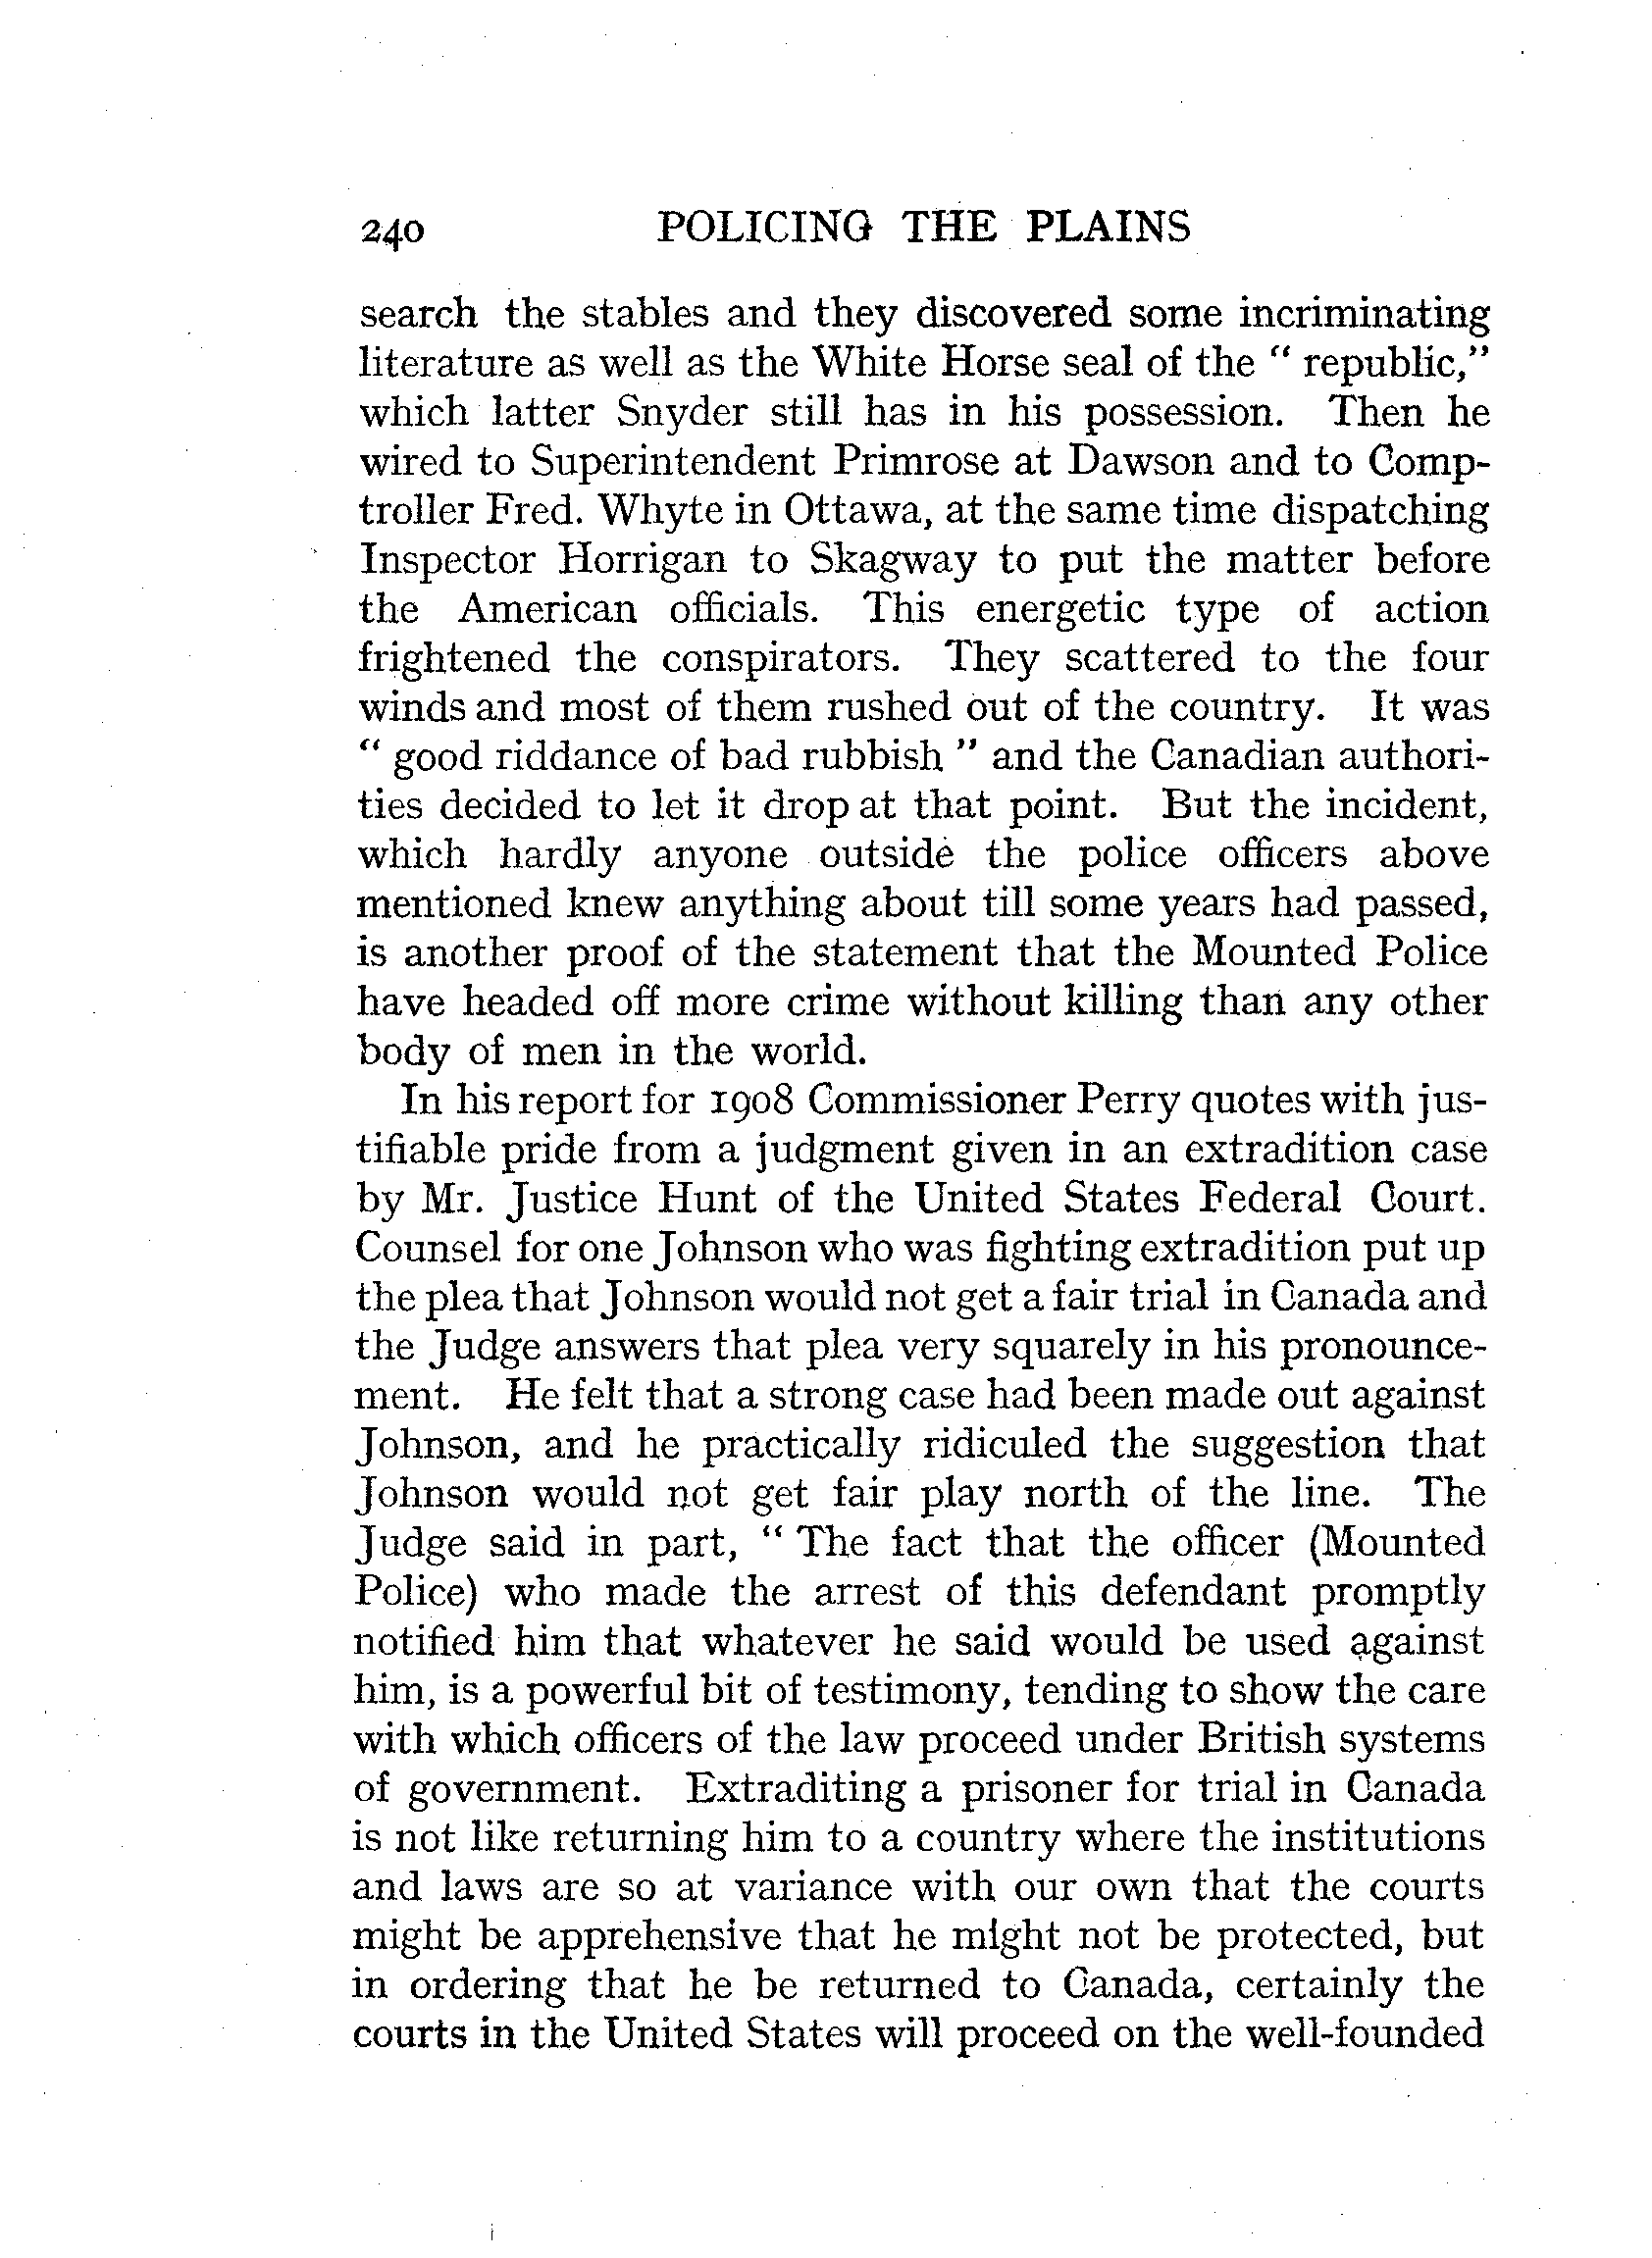 240 POLICING THE PLAINS
search the stables and they discovered some incriminating
literature as well as the White Horse seal of the “ republic,”
which latter Snyder still has in his possession. Then he
wired to Superintendent Primrose at Dawson and to Comp-
troller Fred. Whyte in Ottawa, at the same time dispatching
Inspector Horrigan to Skagway to put the matter before
the American officials. This energetic type of action
frightened the conspirators. They scattered to the four
winds and most of them rushed out of the country. It was
“ good riddance of bad rubbish ” and the Canadian authori-
ties decided to let it drop at that point. But the incident,
which hardly anyone outside the police officers above
mentioned knew anything about till some years had passed,
is another proof of the statement that the Mounted Police
have headed off more crime without killing than any other
body of men in the world.
In his report for 1908 Commissioner Perry quotes with jus-
tifiable pride from a judgment given in an extradition case
by Mr. Justice Hunt of the United States Federal Court.
Counsel for one Johnson who was fighting extradition put up
the plea that Johnson would not get a fair trial in Canada and
the Judge answers that plea very squarely in his pronounce-
ment. He felt that a strong case had been made out against
Johnson, and he practically ridiculed the suggestion that
Johnson would not get fair play north of the line. The
Judge said in part, “ The fact that the officer (Mounted
Police) who made the arrest of this defendant promptly
notified him that whatever he said would be used against
him, is a powerful bit of testimony, tending to show the care
with which officers of the law proceed under British systems
of government. Extraditing a prisoner for trial in Canada
is not like returning him to a country where the institutions
and laws are so at variance with our own that the courts
might be apprehensive that he might not be protected, but
in ordering that he be returned to Canada, certainly the
courts in the United States will proceed on the well-founded